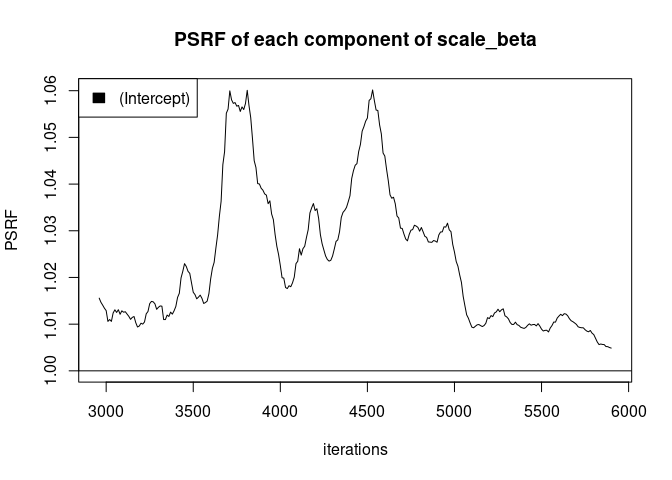 PSRF of each component of scale_beta
(Intercept)
PSRF
1.06
1.05
1.04
1.03
1.02
1.01
1.00
3000 3500 4000 4500 5000 5500 6000
iterations